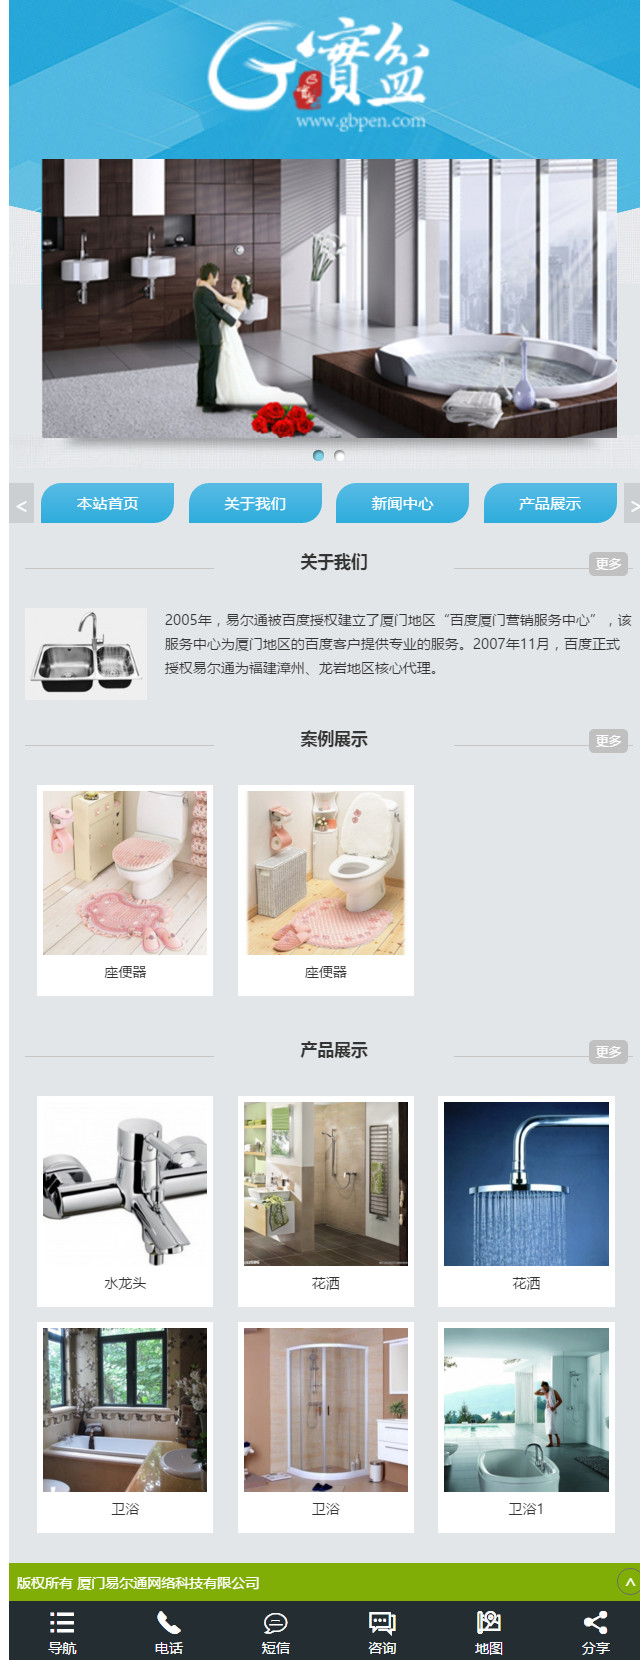 G 寳盆
www.gbpen.com
<
本站首页
关于我们
新闻中心
产品展示
>
关于我们
更多
2005年，易尔通被百度授权建立了厦门地区“百度厦门营销服务中心”，该
服务中心为厦门地区的百度客户提供专业的服务。2007年11月，百度正式
授权易尔通为福建漳州、龙岩地区核心代理。
案例展示
更多
座便器
座便器
产品展示
更多
水龙头
花洒
花洒
卫浴
卫浴
卫浴1
版权所有 厦门易尔通网络科技有限公司
导航
电话
短信
咨询
地图
分享